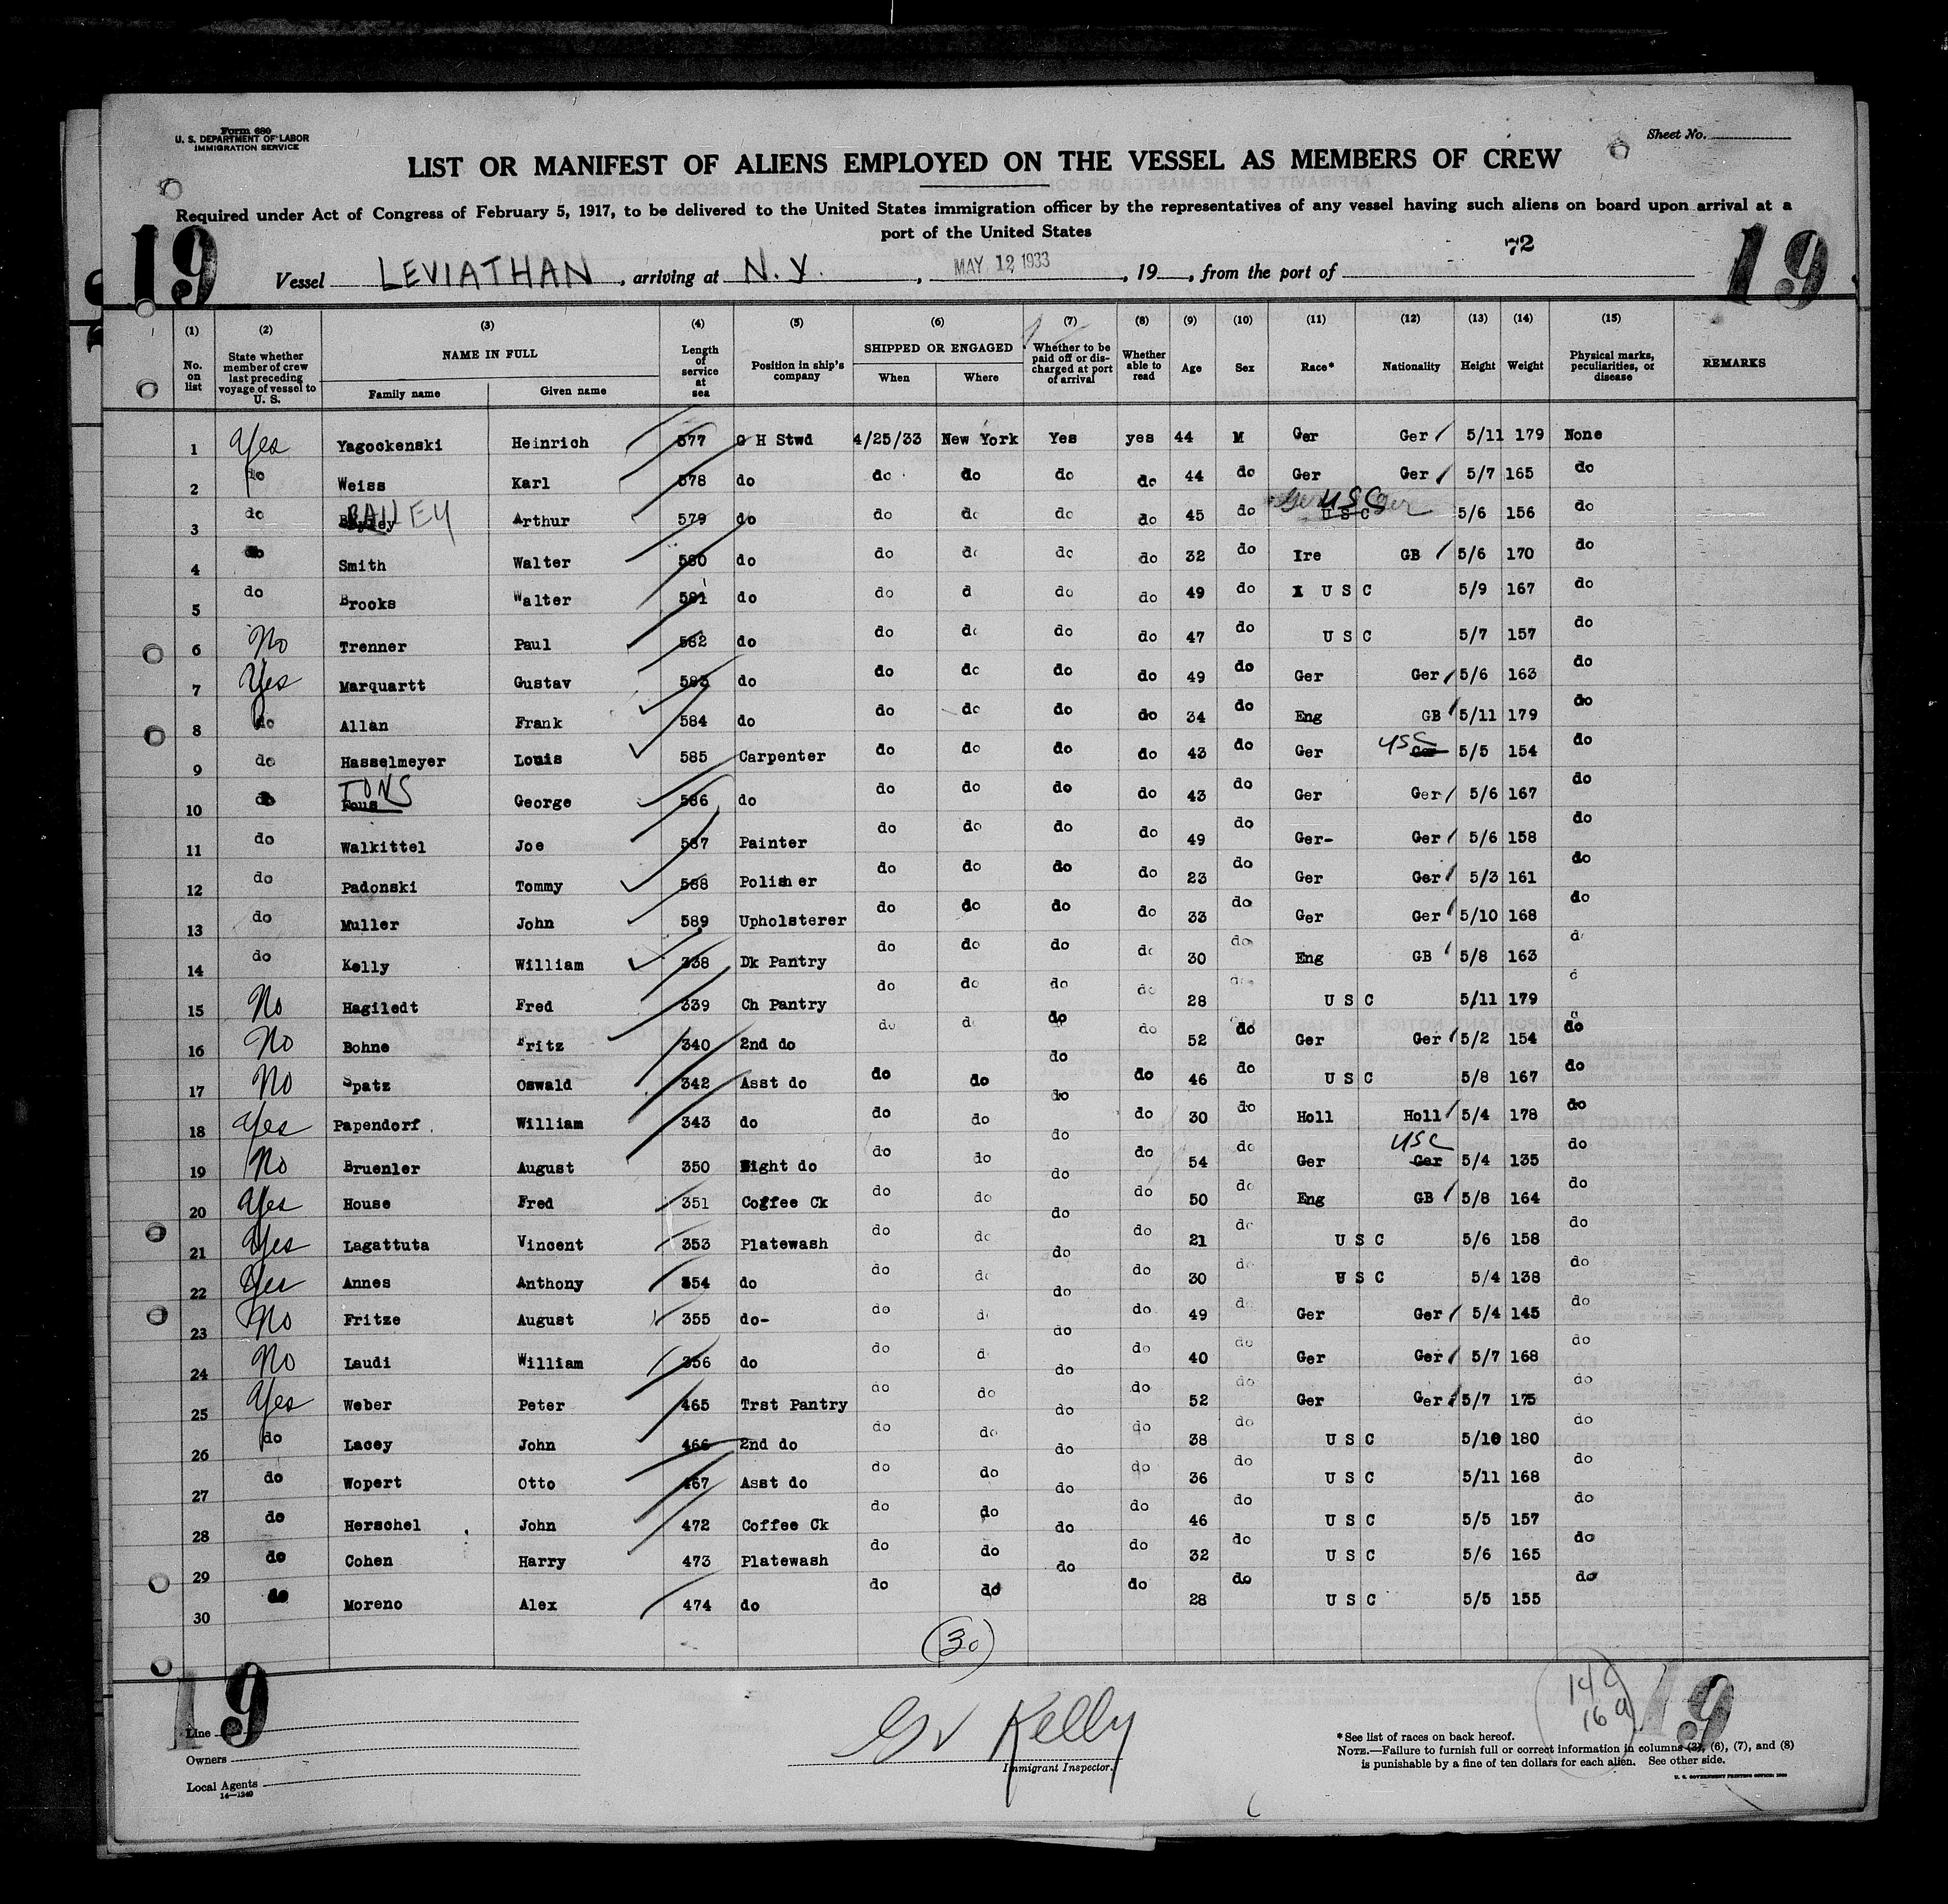 Form 680
U. S. DEPARTMENT OF LABOR
IMMIGRATION SERVICE
Sheet No.
LIST OR MANIFEST OF ALIENS EMPLOYED ON THE VESSEL AS MEMBERS OF CREW
Required under Act of Congress of February 5, 1917, to be delivered to the United States immigration officer by the representatives of any vessel having such aliens on board upon arrival at a
port of the United States
19 72 19
Vessel LEVIATHAN, arriving at N. Y., MAY 12 1933, 19, from the port of
(1) (2) (3) (4) (5) (6) (7) (8) (9) (10) (11) (12) (13) (14) (15)
No. on list
State whether member of crew last preceding voyage of vessel to U. S.
NAME IN FULL
Family name Given name
Length of service at sea
Position in ship's company
SHIPPED OR ENGAGED
When Where
Whether to be paid off or discharged at port of arrival
Whether able to read
Age Sex Race* Nationality Height Weight
Physical marks, peculiarities, or disease
REMARKS
1 Yes Yagockenski Heinrich 577 G H Stwd 4/25/33 New York Yes yes 44 M Ger Ger 5/11 179 None
2 do Weiss Karl 578 do do do do do 44 do Ger Ger 5/7 165 do
3 do BAILEY Arthur 579 do do do do do 45 do USC U S C 5/6 156 do
4 do Smith Walter 580 do do do do do 32 do Ire GB 5/6 170 do
5 do Brooks Walter 581 do do d do do 49 do X U S C 5/9 167 do
6 No Trenner Paul 582 do do do do do 47 do U S C 5/7 157 do
7 Yes Marquartt Gustav 583 do do do do do 49 do Ger Ger 5/6 163 do
8 do Allan Frank 584 do do do do do 34 do Eng GB 5/11 179 do
9 do Hasselmeyer Louis 585 Carpenter do do do do 43 do Ger USC Ger 5/5 154 do
10 do TONS Fous George 586 do do do do do 43 do Ger Ger 5/6 167 do
11 do Walkittel Joe 587 Painter do do do do 49 do Ger- Ger 5/6 158 do
12 do Padonski Tommy 588 Polisher do do do do 23 do Ger Ger 5/3 161 do
13 do Muller John 589 Upholsterer do do do do 33 do Ger Ger 5/10 168 do
14 do Kelly William 338 Dk Pantry do do do do 30 do Eng GB 5/8 163 d
15 No Hagiledt Fred 339 Ch Pantry do do do do 28 do U S C 5/11 179 d
16 No Bohne Fritz 340 2nd do do d do do 52 do Ger Ger 5/2 154 do
17 No Spatz Oswald 342 Asst do do do do do 46 do U S C 5/8 167 do
18 Yes Papendorf William 343 do do do do do 30 do Holl Holl 5/4 178 do
19 No Bruenler August 350 Night do do do do do 54 do Ger USC Ger 5/4 135 do
20 Yes House Fred 351 Coffee Ck do do do do 50 do Eng GB 5/8 164 do
21 Yes Lagattuta Vincent 353 Platewash do do do do 21 do U S C 5/6 158 do
22 Yes Annes Anthony 354 do do do do do 30 do U S C 5/4 138 do
23 No Fritze August 355 do- do d do do 49 d Ger Ger 5/4 145 do
24 No Laudi William 356 do do d do do 40 do Ger Ger 5/7 168 do
25 Yes Weber Peter 465 Trst Pantry do do do do 52 do Ger Ger 5/7 175 do
26 do Lacey John 466 2nd do do do do do 38 do U S C 5/10 180 do
27 do Wopert Otto 467 Asst do do do do do 36 do U S C 5/11 168 do
28 do Herschel John 472 Coffee Ck do do do do 46 do U S C 5/5 157 do
29 do Cohen Harry 473 Platewash do do do do 32 do U S C 5/6 165 do
30 do Moreno Alex 474 do do do do 28 do U S C 5/5 155 do
(30)
19 14 16 a 19
Line
Owners
Local Agents
14—1240
GV Kelly
Immigrant Inspector.
* See list of races on back hereof.
NOTE.—Failure to furnish full or correct information in columns (3), (6), (7), and (8)
is punishable by a fine of ten dollars for each alien. See other side.